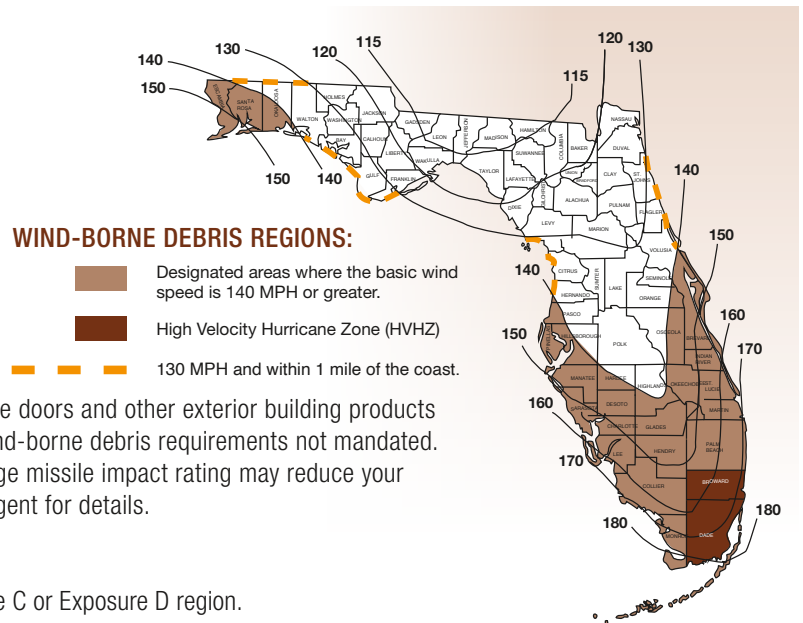 140
130
120
115
120
130
150
115
HOLMES
JACKSON
NASSAU
ESCAMBIA
SANTA
ROSA
OKALOOSA
WALTON
WASHINGTON
GADSDEN
LEON
JEFFERSON
MADISON
HAMILTON
COLUMBIA
BAKER
DUVAL
BAY
CALHOUN
LIBERTY
WAKULLA
SUWANNEE
UNION
BRADFORD
CLAY
ST.
JOHNS
150
140
GULF
FRANKLIN
TAYLOR
LAFAYETTE
GILCHRIST
ALACHUA
PUTNAM
DIXIE
FLAGLER
140
LEVY
MARION
VOLUSIA
150
WIND-BORNE DEBRIS REGIONS:
Designated areas where the basic wind
speed is 140 MPH or greater.
High Velocity Hurricane Zone (HVHZ)
130 MPH and within 1 mile of the coast.
140
CITRUS
SUMTER
LAKE
SEMINOLE
HERNANDO
ORANGE
PASCO
160
150
PINELLAS
HILLSBOROUGH
POLK
OSCEOLA
BREVARD
170
INDIAN
RIVER
MANATEE
HARDEE
HIGHLANDS
OKEECHOBEE
ST.
LUCIE
160
SARASOTA
DESOTO
MARTIN
CHARLOTTE
GLADES
170
LEE
HENDRY
PALM
BEACH
COLLIER
BROWARD
180
MONROE
DADE
180
e doors and other exterior building products
nd-borne debris requirements not mandated.
ge missile impact rating may reduce your
gent for details.
e C or Exposure D region.